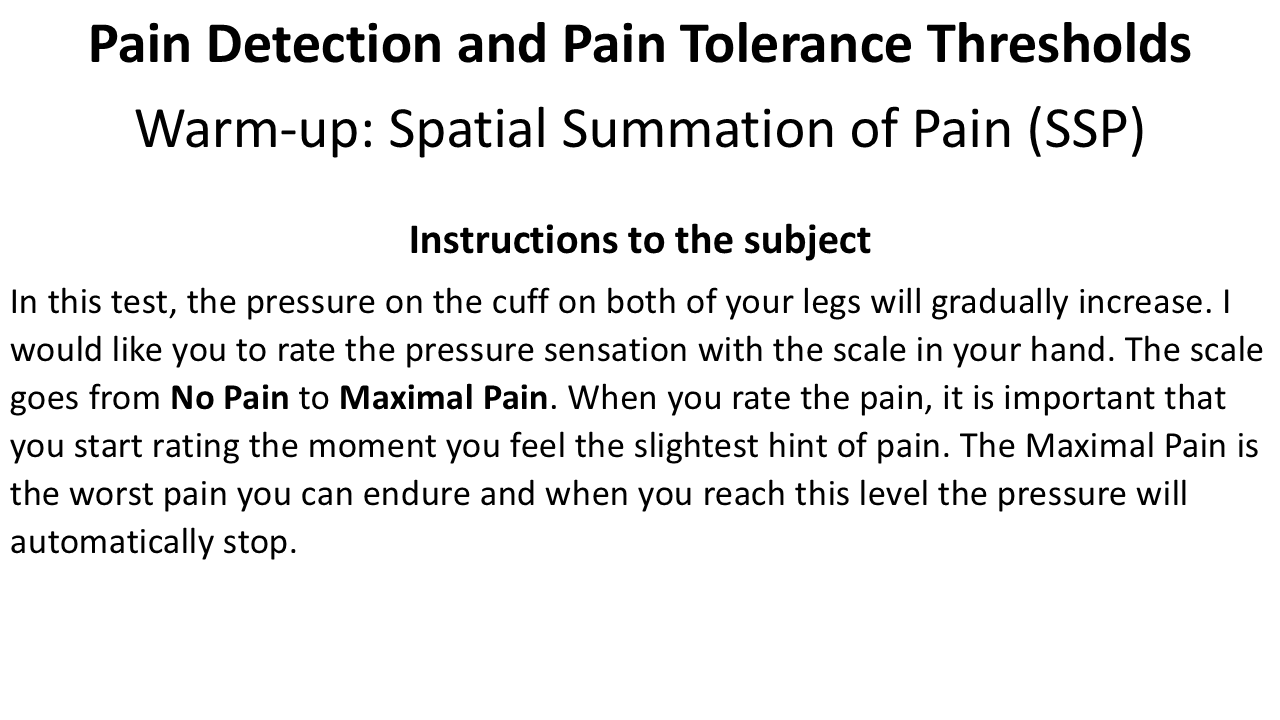 Pain Detection and Pain Tolerance Thresholds
Warm-up: Spatial Summation of Pain (SSP)
Instructions to the subject
In this test, the pressure on the cuff on both of your legs will gradually increase. I
would like you to rate the pressure sensation with the scale in your hand. The scale
goes from No Pain to Maximal Pain. When you rate the pain, it is important that
you start rating the moment you feel the slightest hint of pain. The Maximal Pain is
the worst pain you can endure and when you reach this level the pressure will
automatically stop.